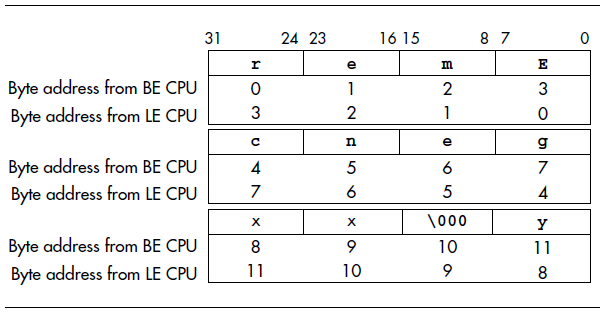 31 24 23 16 15 8 7 0
r e m E
Byte address from BE CPU 0 1 2 3
Byte address from LE CPU 3 2 1 0
c n e g
Byte address from BE CPU 4 5 6 7
Byte address from LE CPU 7 6 5 4
x x \000 y
Byte address from BE CPU 8 9 10 11
Byte address from LE CPU 11 10 9 8